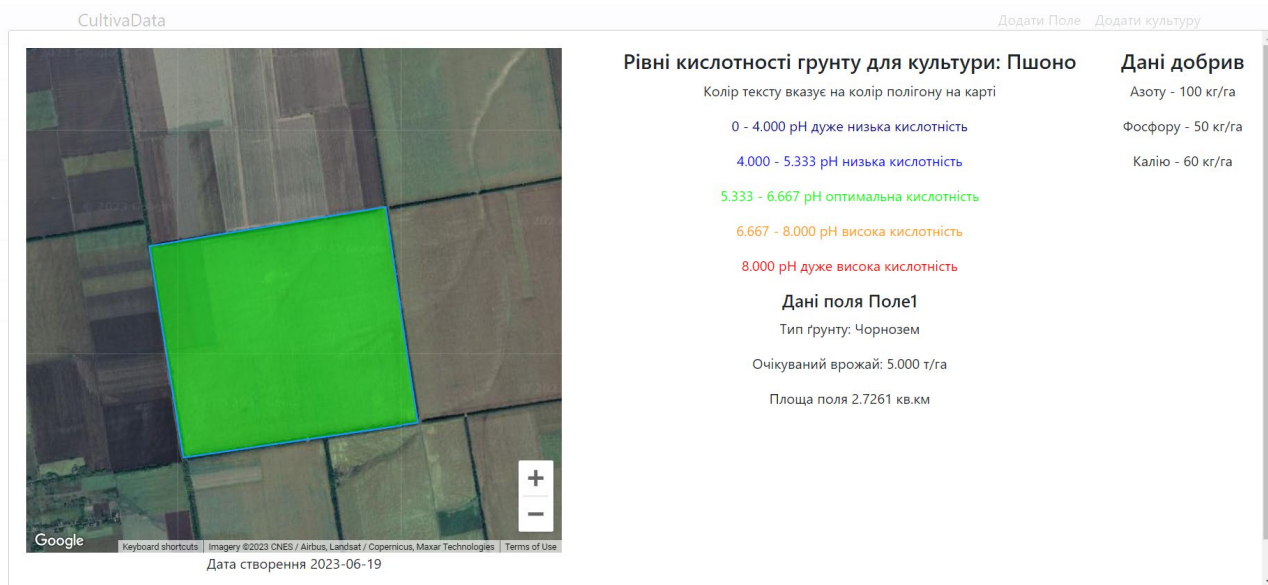 CultivaData
Додати Поле Додати культуру
Рівні кислотності грунту для культури: Пшоно
Колір тексту вказує на колір полігону на карті
0 - 4.000 pH дуже низька кислотність
4.000 - 5.333 pH низька кислотність
5.333 - 6.667 pH оптимальна кислотність
6.667 - 8.000 pH висока кислотність
8.000 pH дуже висока кислотність
Дані поля Поле1
Тип ґрунту: Чорнозем
Очікуваний врожай: 5.000 т/га
Площа поля 2.7261 кв.км
Дані добрив
Азоту - 100 кг/га
Фосфору - 50 кг/га
Калію - 60 кг/га
+
−
Google
Keyboard shortcuts
Imagery ©2023 CNES / Airbus, Landsat / Copernicus, Maxar Technologies
Terms of Use
Дата створення 2023-06-19